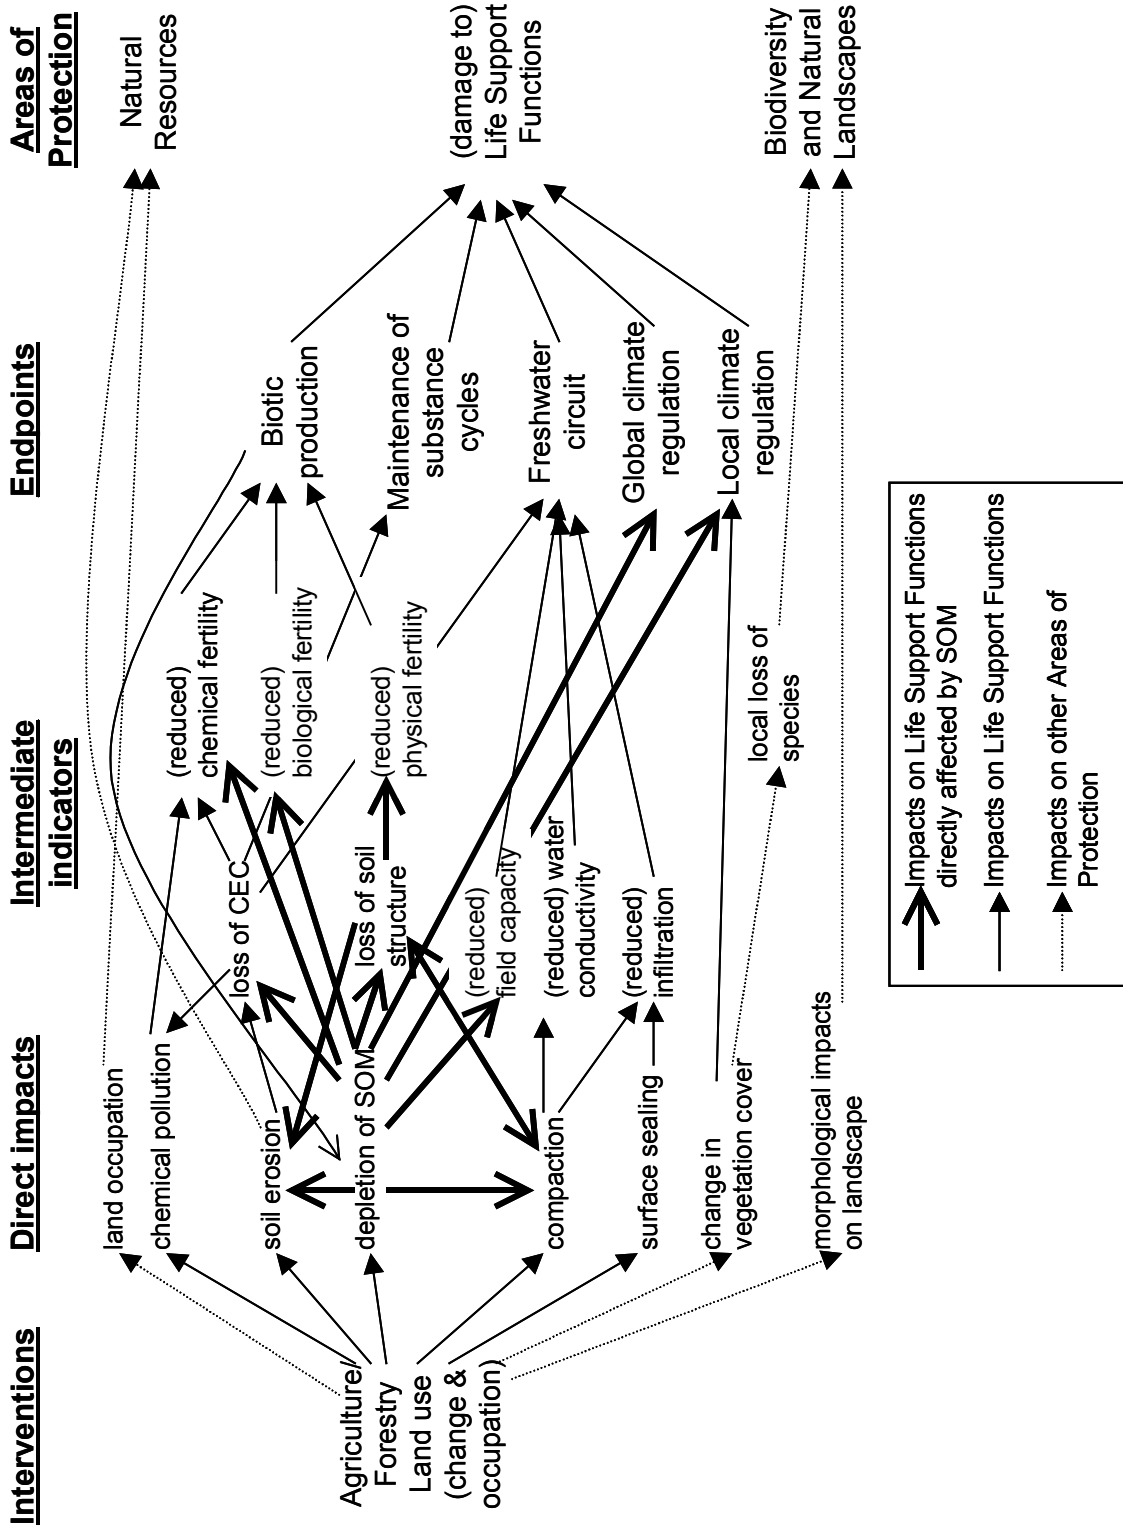 Interventions
Direct impacts
Intermediate
indicators
Endpoints
Areas of
Protection
Agriculture/
Forestry
Land use
(change &
occupation)
land occupation
chemical pollution
soil erosion
depletion of SOM
compaction
surface sealing
change in
vegetation cover
morphological impacts
on landscape
loss of CEC
loss of soil
structure
(reduced)
field capacity
(reduced) water
conductivity
(reduced)
infiltration
(reduced)
chemical fertility
(reduced)
biological fertility
(reduced)
physical fertility
local loss of
species
Biotic
production
Maintenance of
substance
cycles
Freshwater
circuit
Global climate
regulation
Local climate
regulation
Natural
Resources
(damage to)
Life Support
Functions
Biodiversity
and Natural
Landscapes
Impacts on Life Support Functions
directly affected by SOM
Impacts on Life Support Functions
Impacts on other Areas of
Protection